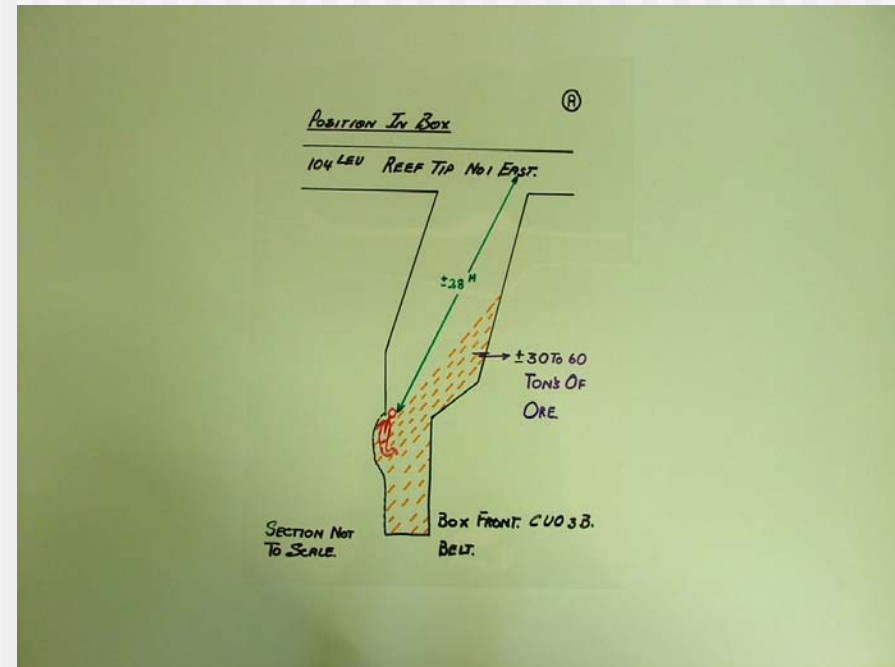 Ⓐ
POSITION IN BOX
104 LEV REEF TIP NO1 EAST.
±28 M
±30 TO 60
TONS OF
ORE
SECTION NOT
TO SCALE.
BOX FRONT. CUO3B.
BELT.